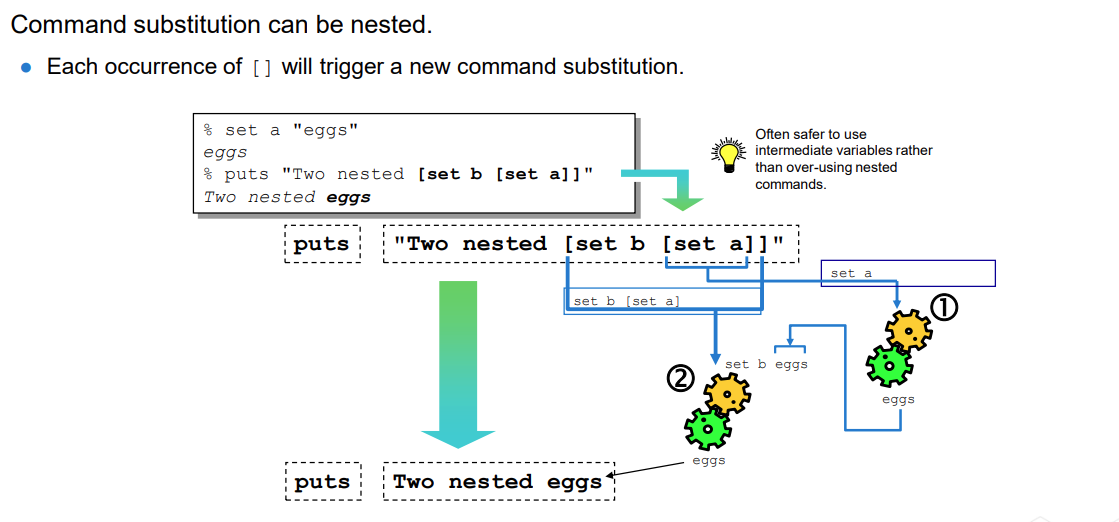 Command substitution can be nested.
Each occurrence of [] will trigger a new command substitution.
% set a "eggs"
eggs
% puts "Two nested [set b [set a]]"
Two nested eggs
Often safer to use
intermediate variables rather
than over-using nested
commands.
puts "Two nested [set b [set a]]"
set a
①
set b [set a]
set b eggs
②
eggs
eggs
puts Two nested eggs